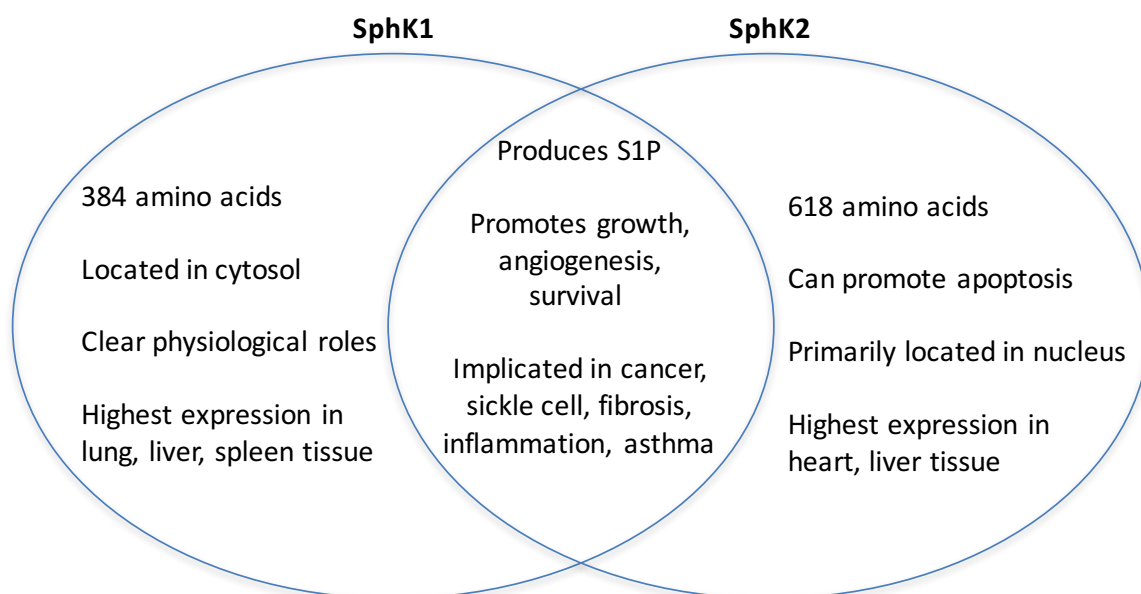 SphK1
SphK2
384 amino acids
Located in cytosol
Clear physiological roles
Highest expression in
lung, liver, spleen tissue
Produces S1P
Promotes growth,
angiogenesis,
survival
Implicated in cancer,
sickle cell, fibrosis,
inflammation, asthma
618 amino acids
Can promote apoptosis
Primarily located in nucleus
Highest expression in
heart, liver tissue